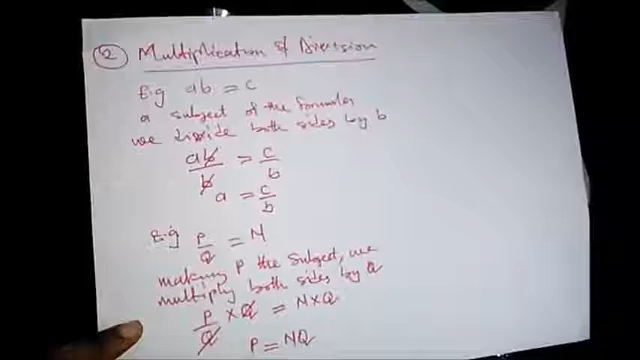 ② Multiplication & Division
E.g ab = c
a subject of the formular
we divide both sides by b
ab/b = c/b
a = c/b
E.g P/Q = N
making P the subject, we
multiply both sides by Q
P/Q × Q = N × Q
P = NQ